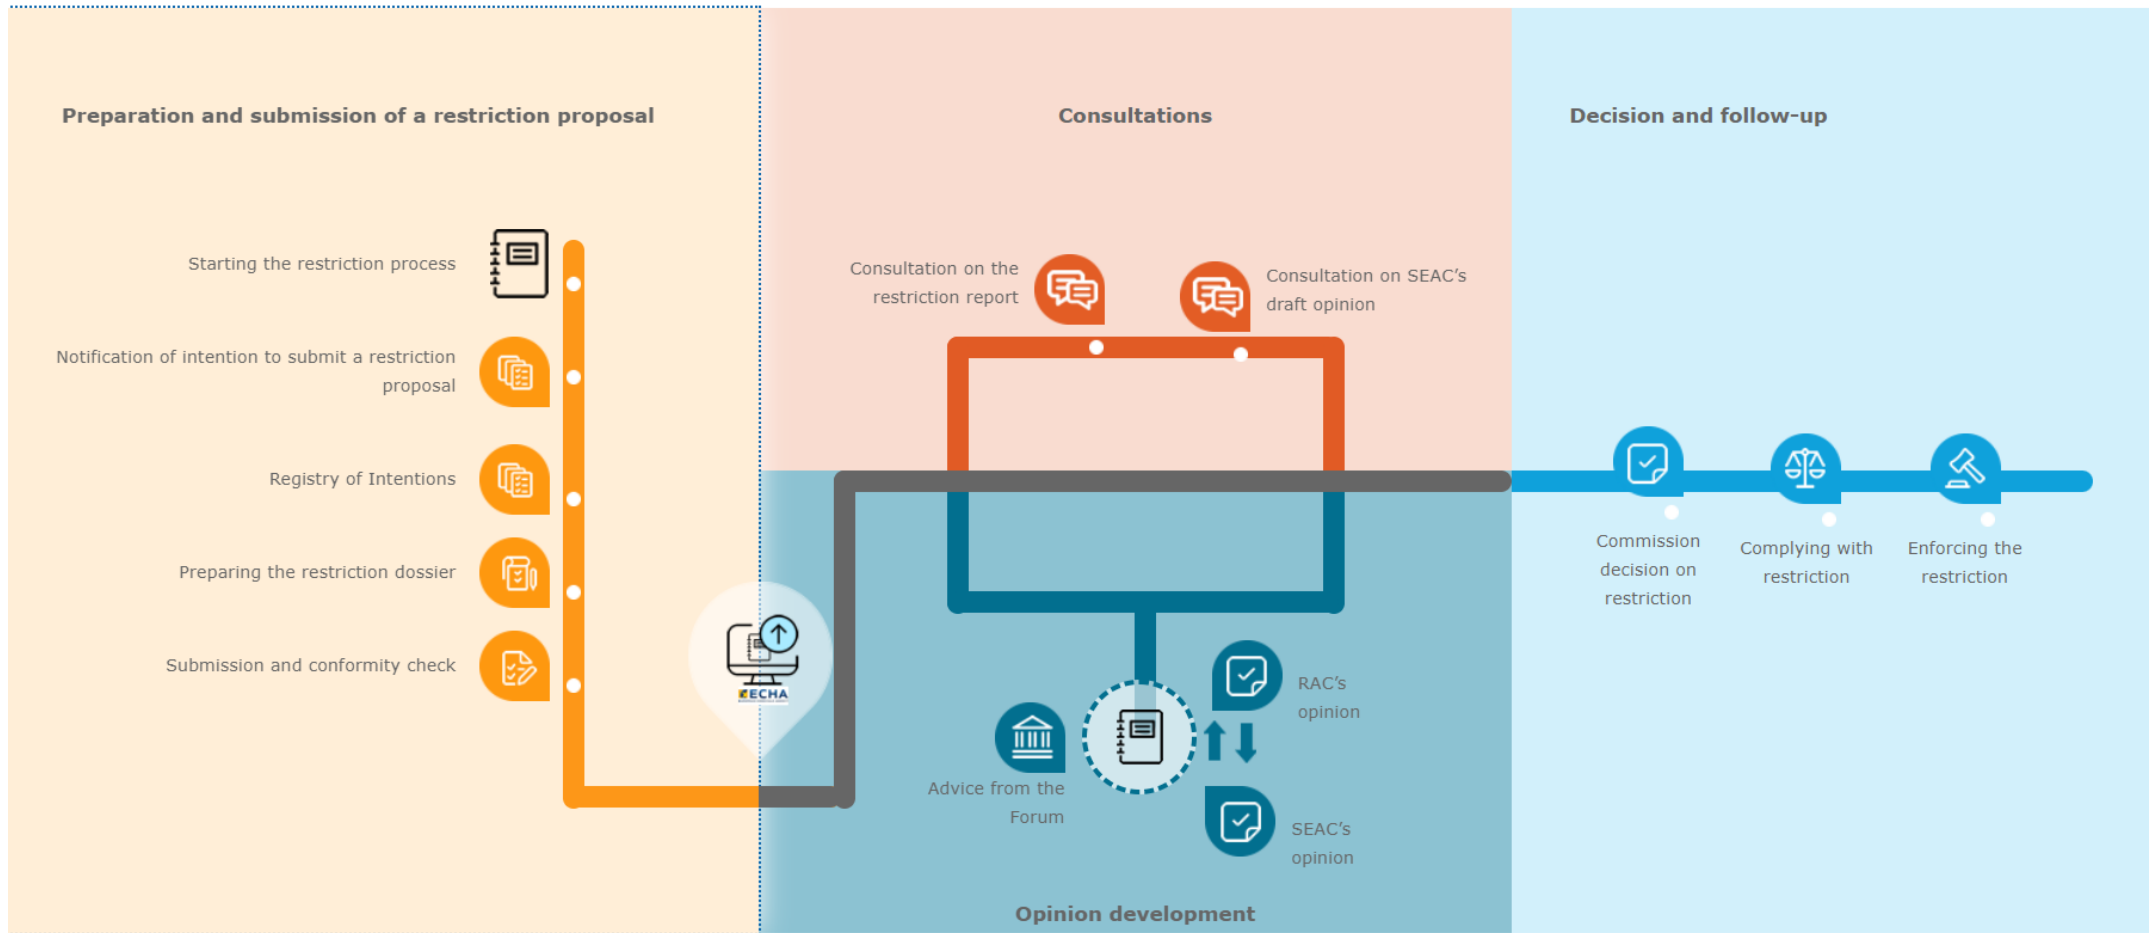 Preparation and submission of a restriction proposal
Starting the restriction process
Notification of intention to submit a restriction
proposal
Registry of Intentions
Preparing the restriction dossier
Submission and conformity check
ECHA
Consultations
Consultation on the
restriction report
Consultation on SEAC’s
draft opinion
Advice from the
Forum
RAC’s
opinion
SEAC’s
opinion
Opinion development
Decision and follow-up
Commission
decision on
restriction
Complying with
restriction
Enforcing the
restriction